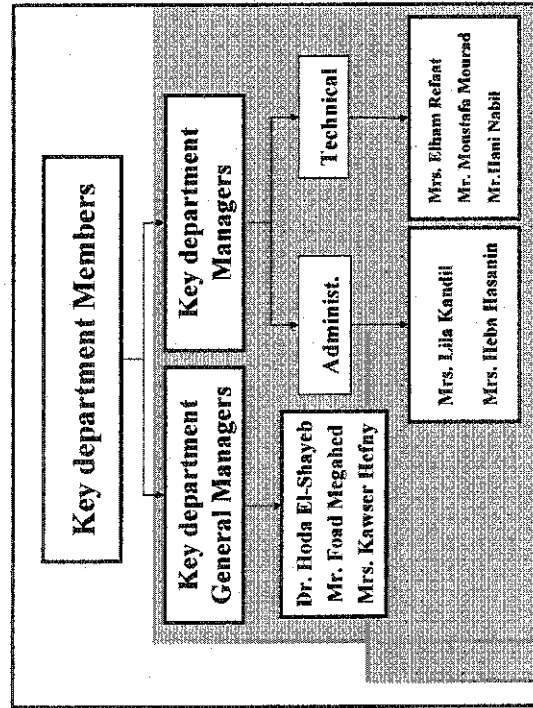 Key department Members
Key department
General Managers
Key department
Managers
Dr. Hoda El-Shayeb
Mr. Foad Megahed
Mrs. Kawser Hefny
Administ.
Technical
Mrs. Lila Kandil
Mrs. Heba Hasanin
Mrs. Elham Refaat
Mr. Moustafa Mourad
Mr.Hani Nabil